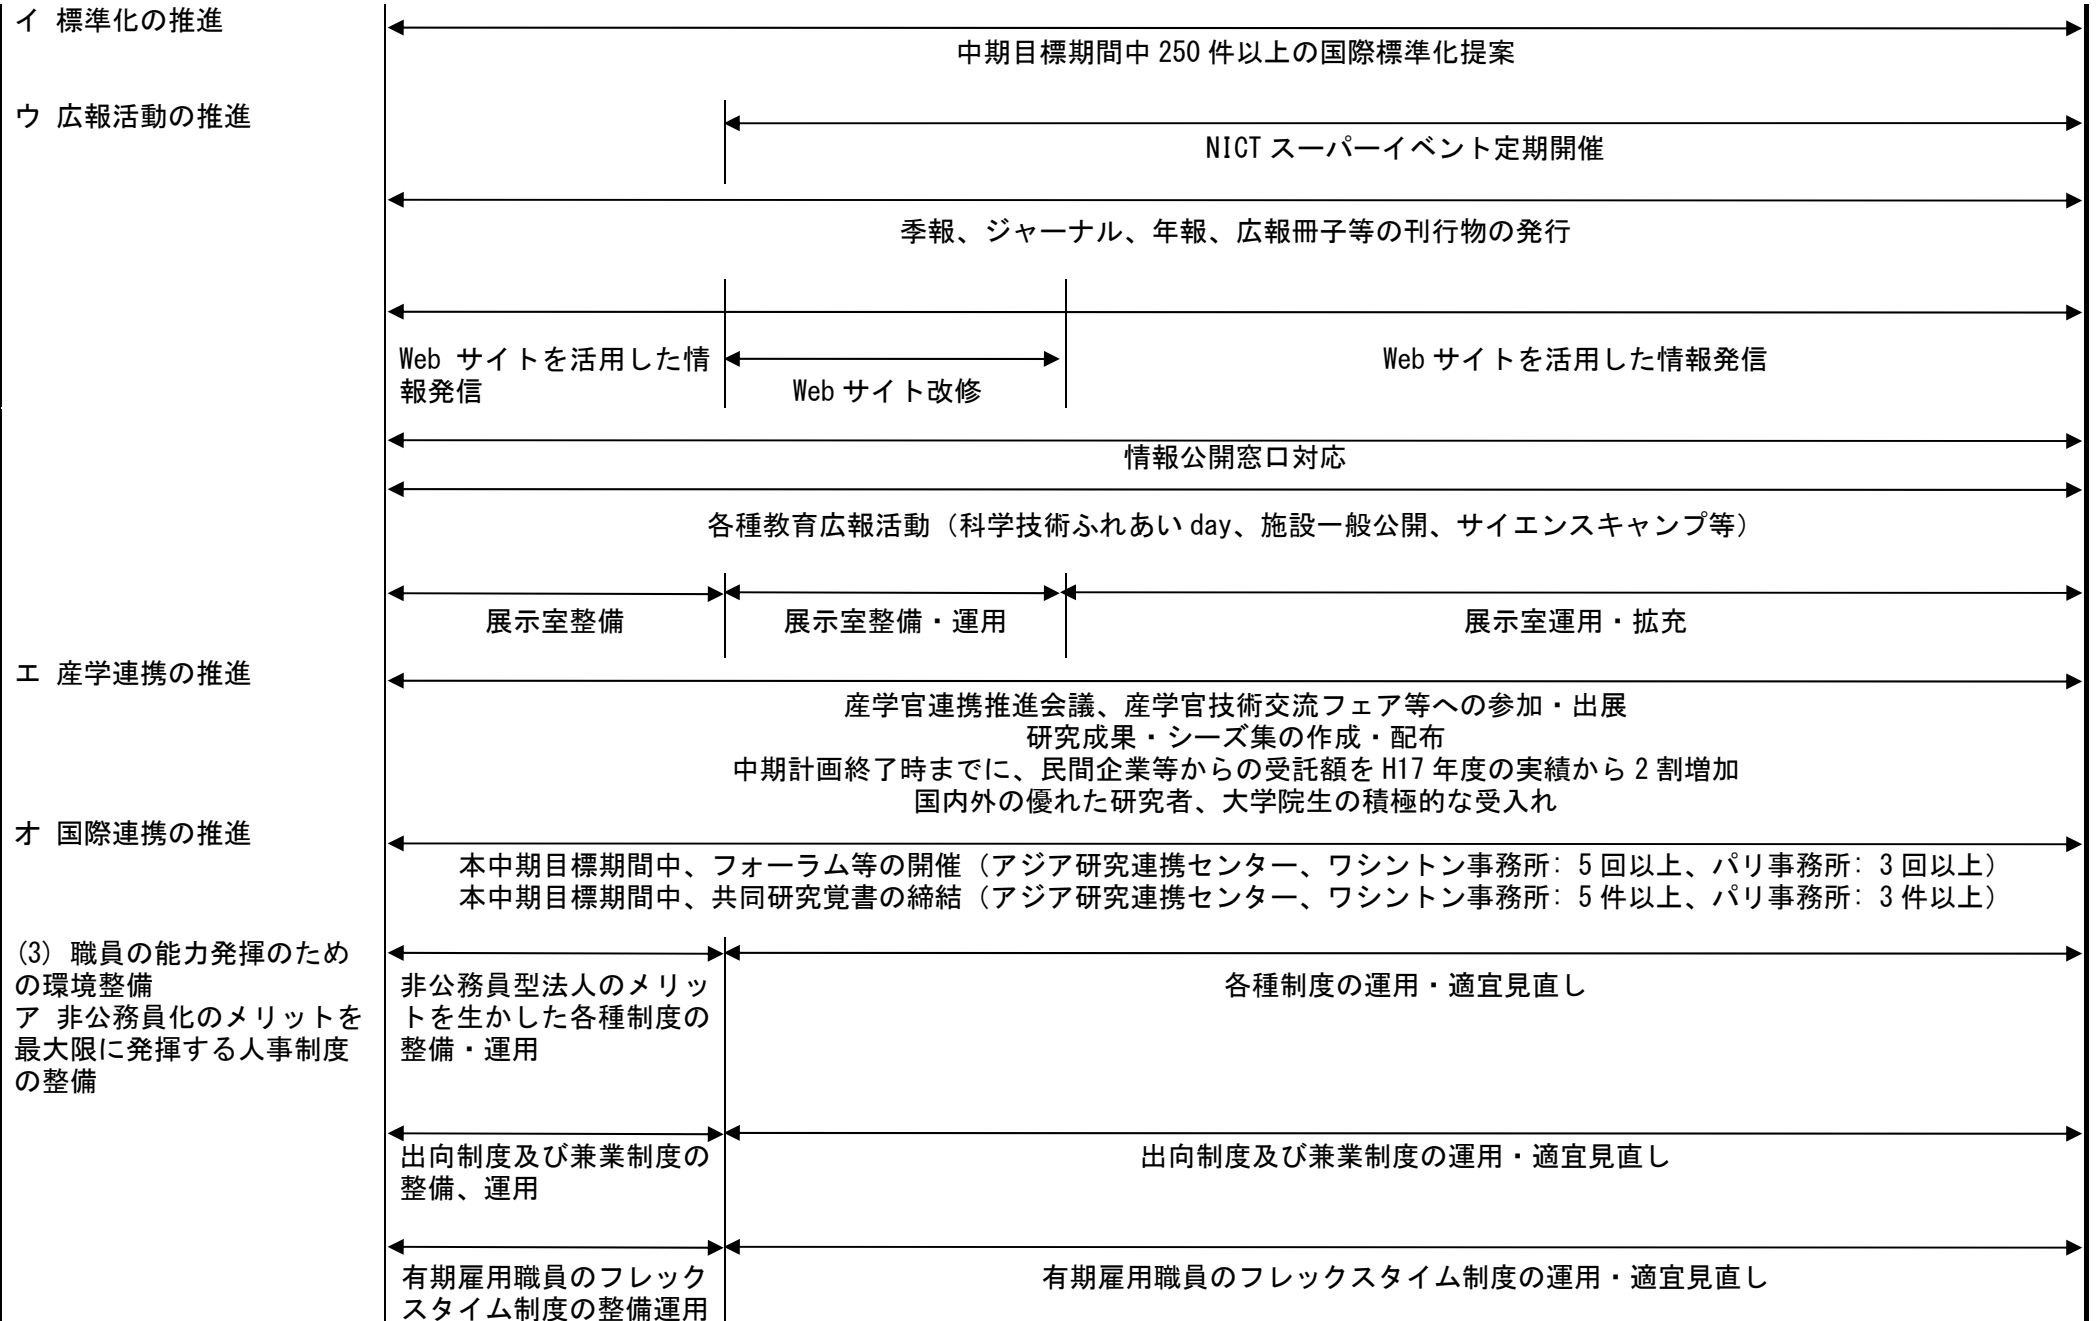 イ 標準化の推進
中期目標期間中 250 件以上の国際標準化提案
ウ 広報活動の推進
NICT スーパーイベント定期開催
季報、ジャーナル、年報、広報冊子等の刊行物の発行
Web サイトを活用した情
報発信
Web サイト改修
Web サイトを活用した情報発信
情報公開窓口対応
各種教育広報活動（科学技術ふれあい day、施設一般公開、サイエンスキャンプ等）
展示室整備
展示室整備・運用
展示室運用・拡充
エ 産学連携の推進
産学官連携推進会議、産学官技術交流フェア等への参加・出展
研究成果・シーズ集の作成・配布
中期計画終了時までに、民間企業等からの受託額を H17 年度の実績から 2 割増加
国内外の優れた研究者、大学院生の積極的な受入れ
オ 国際連携の推進
本中期目標期間中、フォーラム等の開催（アジア研究連携センター、ワシントン事務所：5 回以上、パリ事務所：3 回以上）
本中期目標期間中、共同研究覚書の締結（アジア研究連携センター、ワシントン事務所：5 件以上、パリ事務所：3 件以上）
(3) 職員の能力発揮のため
の環境整備
ア 非公務員化のメリットを
最大限に発揮する人事制度
の整備
非公務員型法人のメリッ
トを生かした各種制度の
整備・運用
各種制度の運用・適宜見直し
出向制度及び兼業制度の
整備、運用
出向制度及び兼業制度の運用・適宜見直し
有期雇用職員のフレック
スタイム制度の整備運用
有期雇用職員のフレックスタイム制度の運用・適宜見直し